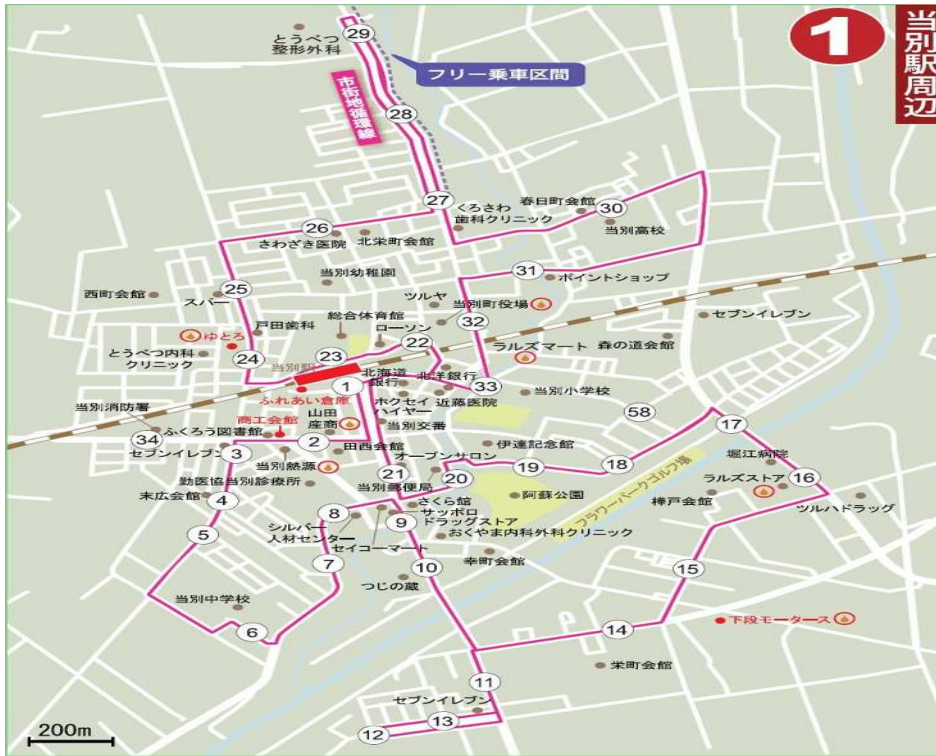 1
当別駅周辺
29
とうべつ
整形外科
フリー乗車区間
市街地循環線
28
27
くろさわ
歯科クリニック
春日町会館
30
当別高校
26
さわざき医院
北栄町会館
31
ポイントショップ
当別幼稚園
西町会館
25
スパー
ツルヤ
当別町役場
総合体育館
ローソン
32
セブンイレブン
ゆとろ
戸田歯科
22
ラルズマート
森の道会館
とうべつ内科
クリニック
24
23
当別駅
北海道
銀行
北洋銀行
33
当別小学校
1
ふれあい倉庫
ホクセイ
ハイヤー
近藤医院
当別消防署
商工会館
山田
産商
当別交番
58
34
ふくろう図書館
2
17
セブンイレブン
3
田西会館
伊達記念館
当別熱源
オープンサロン
堀江病院
勤医協当別診療所
21
20
19
18
16
当別郵便局
ラルズストア
末広会館
4
さくら館
阿蘇公園
樺戸会館
ツルハドラッグ
8
9
サッポロ
ドラッグストア
フラワーパークゴルフ場
5
シルバー
人材センター
おくやま内科外科クリニック
セイコーマート
幸町会館
7
10
15
つじの蔵
当別中学校
6
14
下段モータース
栄町会館
11
セブンイレブン
13
12
200m